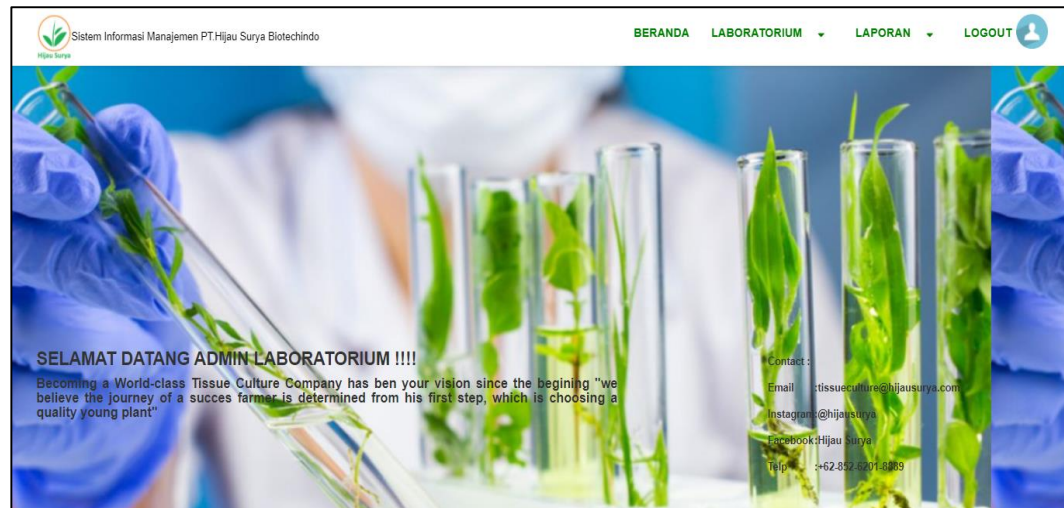 Sistem Informasi Manajemen PT.Hijau Surya Biotechindo
BERANDA LABORATORIUM LAPORAN LOGOUT
Hijau Surya
SELAMAT DATANG ADMIN LABORATORIUM !!!!
Becoming a World-class Tissue Culture Company has ben your vision since the begining "we
believe the journey of a succes farmer is determined from his first step, which is choosing a
quality young plant"
Contact :
Email :tissueculture@hijausurya.com
Instagram:@hijausurya
Facebook:Hijau Surya
Telp :+62-852-6201-8889